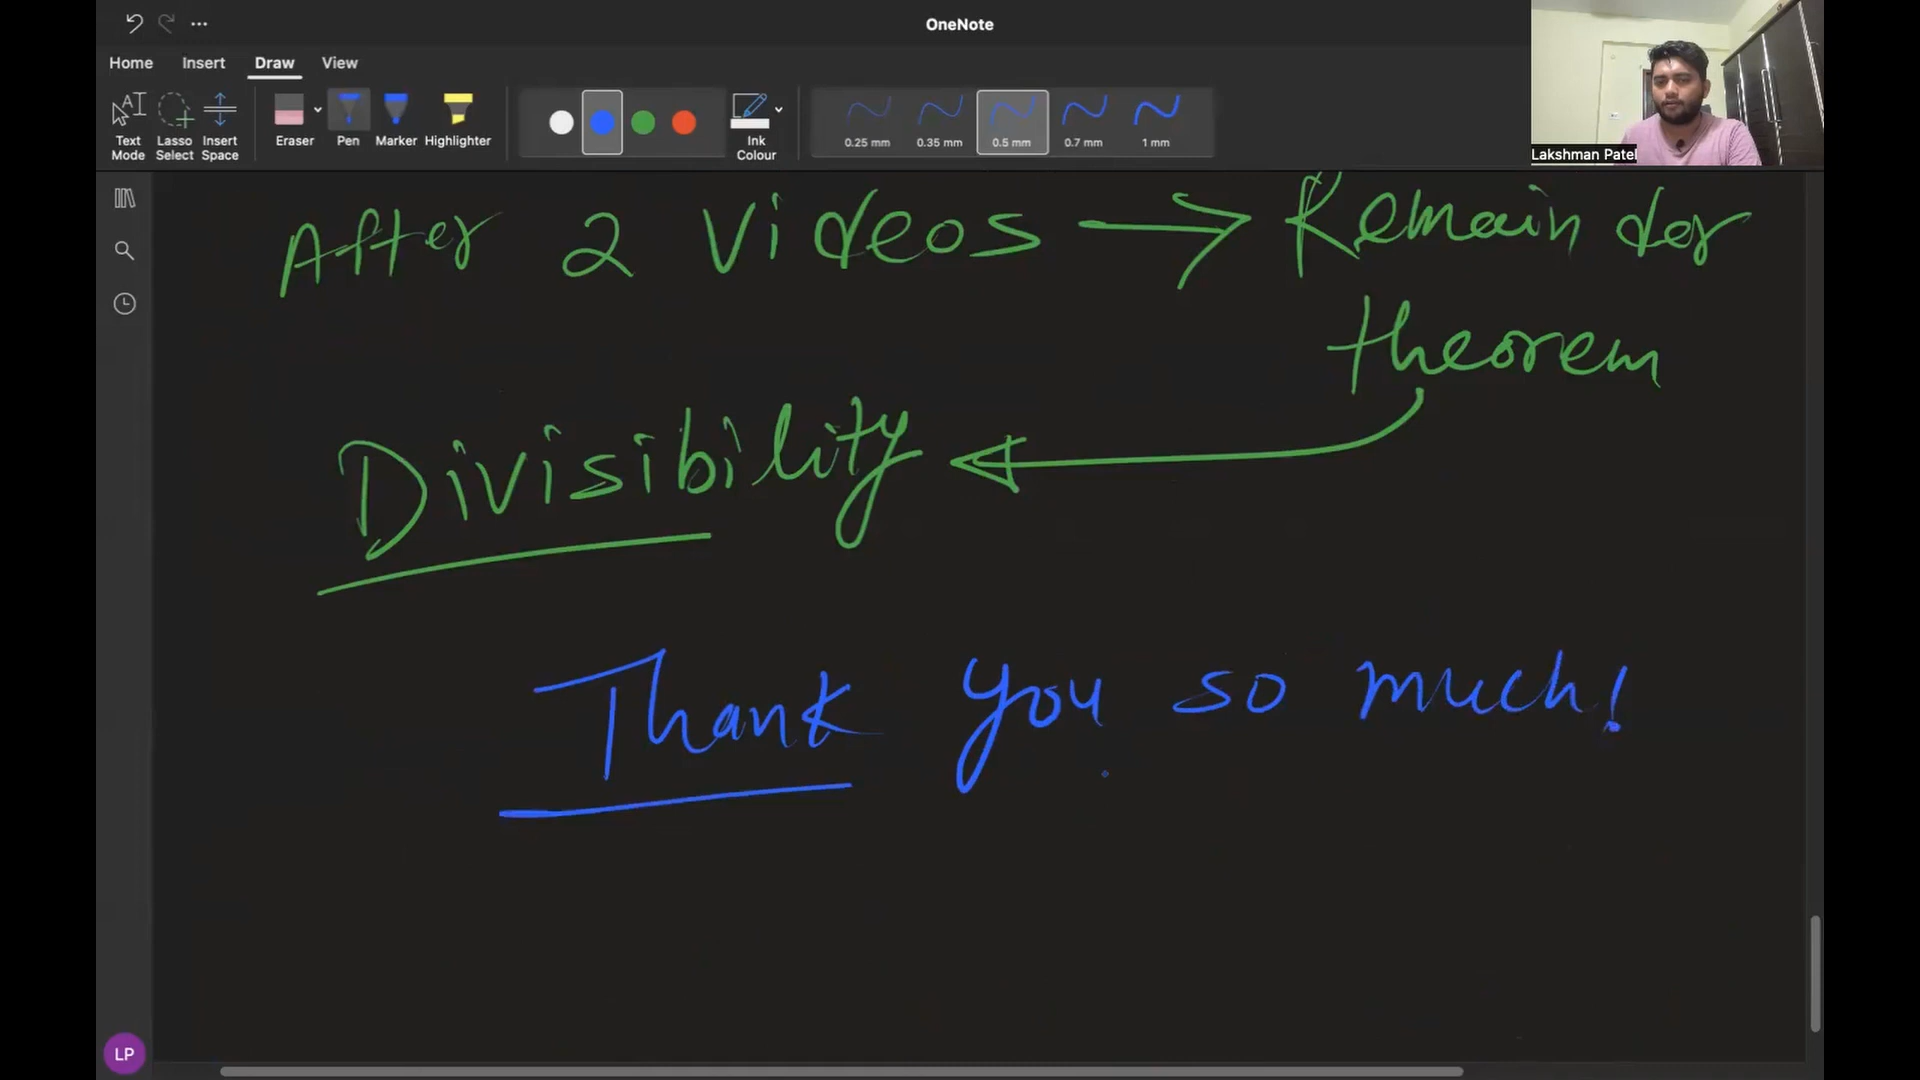 OneNote
Home Insert Draw View
Text Mode
Lasso Select
Insert Space
Eraser
Pen
Marker
Highlighter
Ink Colour
0.25 mm
0.35 mm
0.5 mm
0.7 mm
1 mm
Lakshman Patel
After 2 Videos → Remainder
theorem
Divisibility ←
Thank you so much!
LP